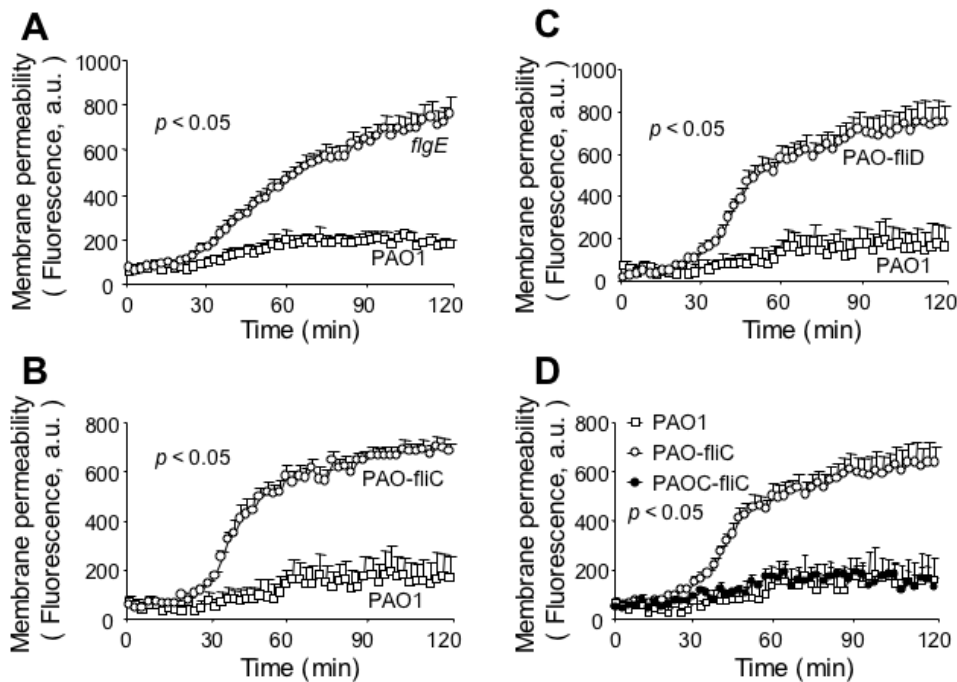 A
Membrane permeability
( Fluorescence, a.u. )
1000
800
600
400
200
0
p < 0.05
flgE
PAO1
0
30
60
90
120
Time (min)
B
Membrane permeability
( Fluorescence, a.u. )
800
600
400
200
0
p < 0.05
PAO-fliC
PAO1
0
30
60
90
120
Time (min)
C
Membrane permeability
( Fluorescence, a.u. )
1000
800
600
400
200
0
p < 0.05
PAO-fliD
PAO1
0
30
60
90
120
Time (min)
D
Membrane permeability
( Fluorescence, a.u. )
800
600
400
200
0
PAO1
PAO-fliC
PAOC-fliC
p < 0.05
0
30
60
90
120
Time (min)